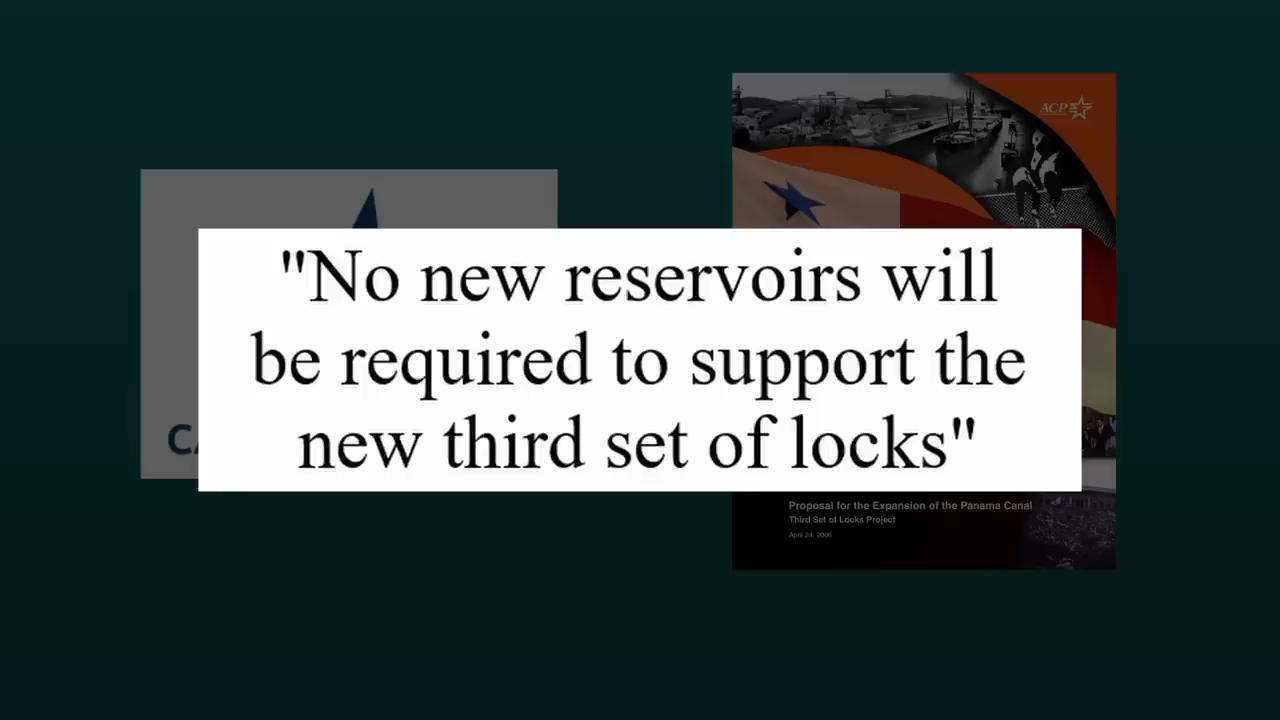 ACP
"No new reservoirs will
be required to support the
new third set of locks"
Proposal for the Expansion of the Panama Canal
Third Set of Locks Project
April 24, 2006